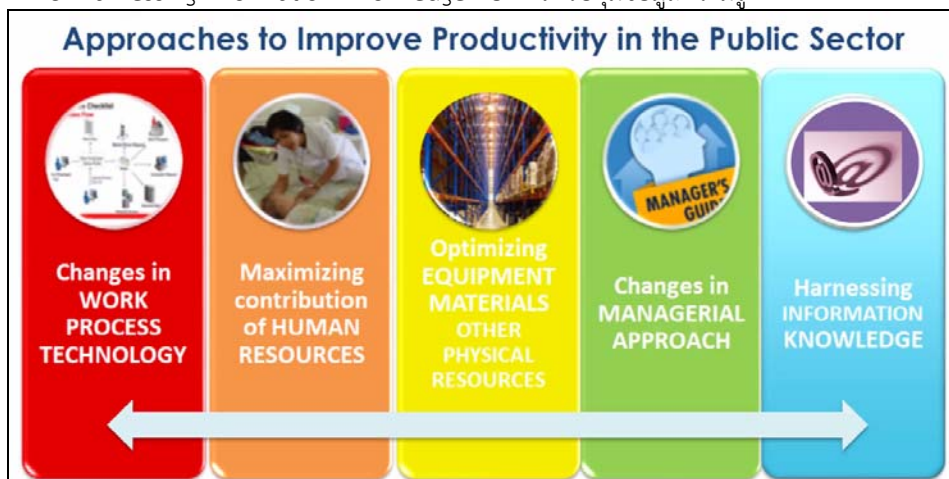 Approaches to Improve Productivity in the Public Sector
Checklist
MANAGER'S
GUIDE
Changes in
WORK
PROCESS
TECHNOLOGY
Maximizing
contribution
of HUMAN
RESOURCES
Optimizing
EQUIPMENT
MATERIALS
OTHER
PHYSICAL
RESOURCES
Changes in
MANAGERIAL
APPROACH
Harnessing
INFORMATION
KNOWLEDGE